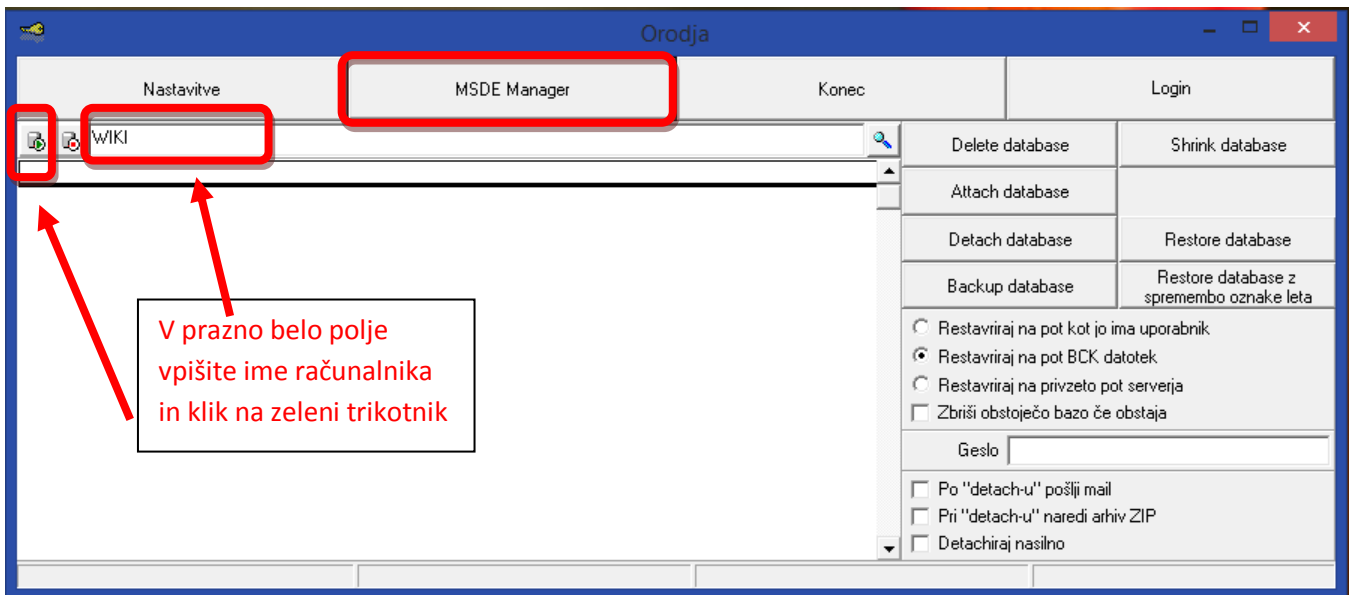 Orodja
Nastavitve
MSDE Manager
Konec
Login
WIKI
Delete database
Shrink database
Attach database
Detach database
Restore database
Backup database
Restore database z
spremembo oznake leta
V prazno belo polje
vpišite ime računalnika
in klik na zeleni trikotnik
Restavriraj na pot kot jo ima uporabnik
Restavriraj na pot BCK datotek
Restavriraj na privzeto pot serverja
Zbriši obstoječo bazo če obstaja
Geslo
Po "detach-u" pošlji mail
Pri "detach-u" naredi arhiv ZIP
Detachiraj nasilno